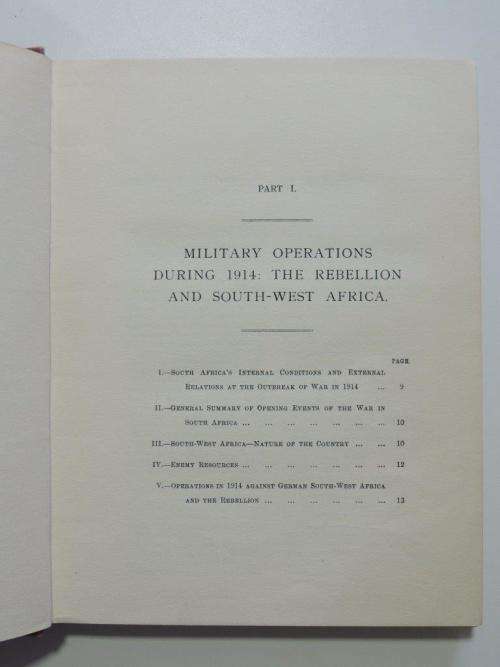 PART I.
MILITARY OPERATIONS
DURING 1914: THE REBELLION
AND SOUTH-WEST AFRICA.
PAGE.
I.—SOUTH AFRICA'S INTERNAL CONDITIONS AND EXTERNAL
RELATIONS AT THE OUTBREAK OF WAR IN 1914 ... 9
II.—GENERAL SUMMARY OF OPENING EVENTS OF THE WAR IN
SOUTH AFRICA ... ... ... ... ... ... ... 10
III.—SOUTH-WEST AFRICA—NATURE OF THE COUNTRY ... ... 10
IV.—ENEMY RESOURCES ... ... ... ... ... ... ... 12
V.—OPERATIONS IN 1914 AGAINST GERMAN SOUTH-WEST AFRICA
AND THE REBELLION ... ... ... ... ... ... 13